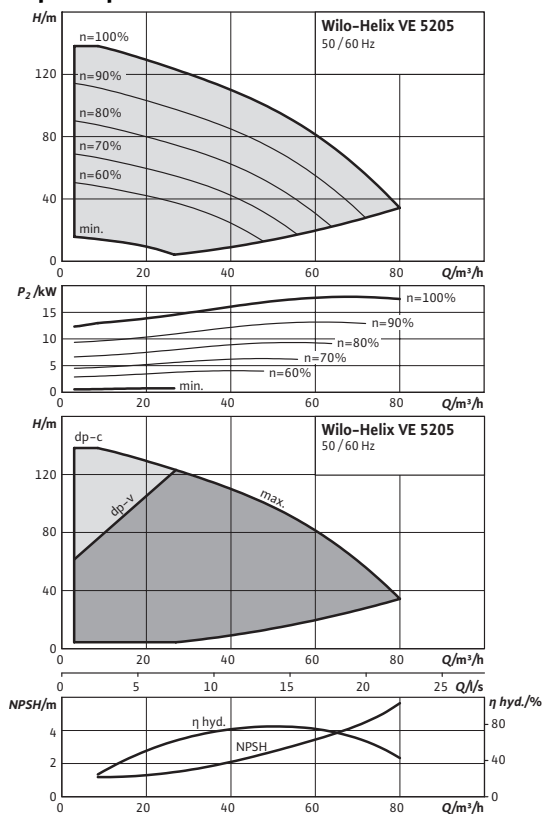 H/m
Wilo-Helix VE 5205
50/60 Hz
n=100%
n=90%
n=80%
n=70%
n=60%
min.
120
80
40
0
0 20 40 60 80 Q/m³/h
P₂/kW
n=100%
n=90%
n=80%
n=70%
n=60%
min.
15
10
5
0
0 20 40 60 80 Q/m³/h
H/m
Wilo-Helix VE 5205
50/60 Hz
dp-c
dp-v
max.
120
80
40
0
0 20 40 60 80 Q/m³/h
0 5 10 15 20 25 Q/l/s
NPSH/m
η hyd./%
η hyd.
NPSH
4
2
0
80
40
0
0 20 40 60 80 Q/m³/h